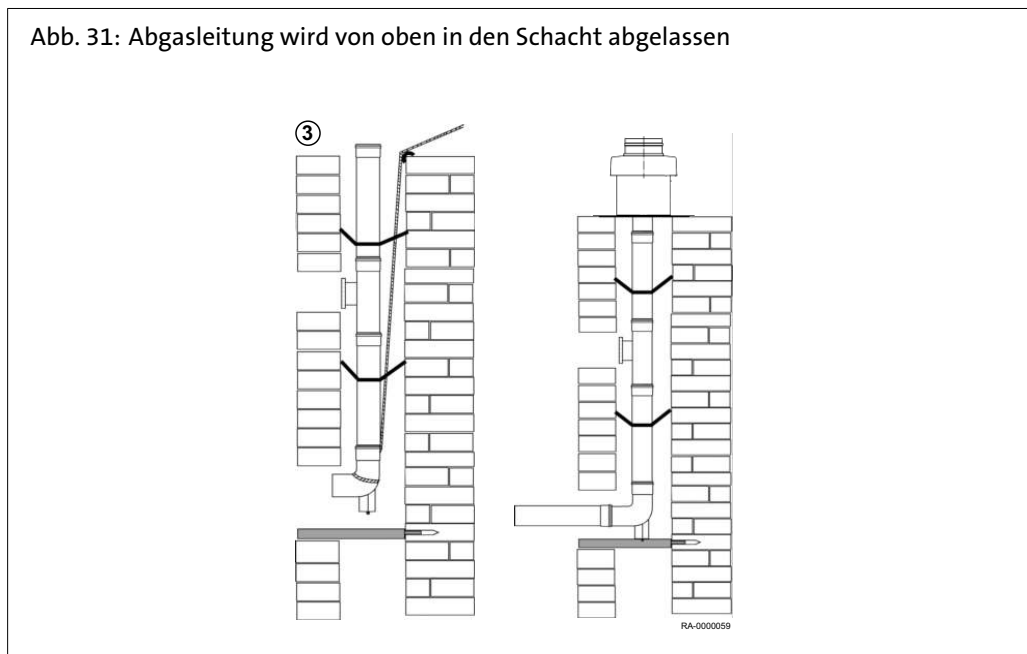 Abb. 31: Abgasleitung wird von oben in den Schacht abgelassen
3
RA-0000059